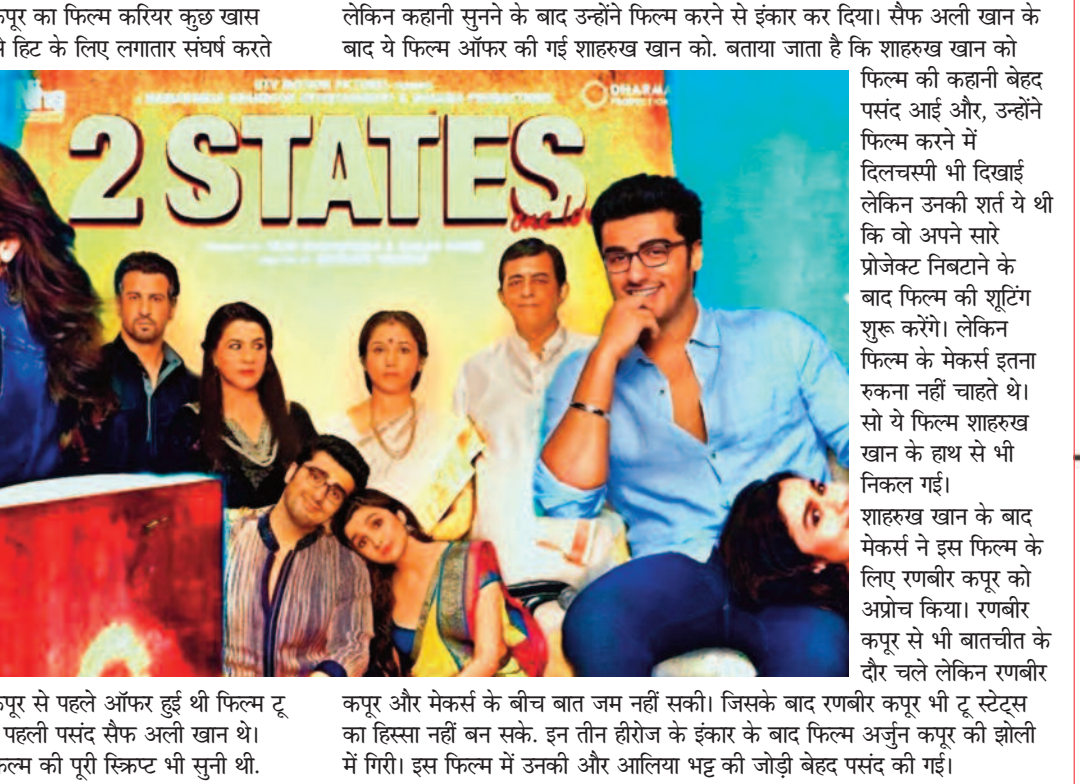 कपूर का फिल्म करियर कुछ खास
हिट के लिए लगातार संघर्ष करते
कपूर से पहले ऑफर हुई थी फिल्म टू
पहली पसंद सैफ अली खान थे।
फिल्म की पूरी स्क्रिप्ट भी सुनी थी.
लेकिन कहानी सुनने के बाद उन्होंने फिल्म करने से इंकार कर दिया। सैफ अली खान के
बाद ये फिल्म ऑफर की गई शाहरुख खान को. बताया जाता है कि शाहरुख खान को
फिल्म की कहानी बेहद
पसंद आई और, उन्होंने
फिल्म करने में
दिलचस्पी भी दिखाई
लेकिन उनकी शर्त ये थी
कि वो अपने सारे
प्रोजेक्ट निबटाने के
बाद फिल्म की शूटिंग
शुरू करेंगे। लेकिन
फिल्म के मेकर्स इतना
रुकना नहीं चाहते थे।
सो ये फिल्म शाहरुख
खान के हाथ से भी
निकल गई।
शाहरुख खान के बाद
मेकर्स ने इस फिल्म के
लिए रणबीर कपूर को
अप्रोच किया। रणबीर
कपूर से भी बातचीत के
दौर चले लेकिन रणबीर
कपूर और मेकर्स के बीच बात जम नहीं सकी। जिसके बाद रणबीर कपूर भी टू स्टेट्स
का हिस्सा नहीं बन सके. इन तीन हीरोज के इंकार के बाद फिल्म अर्जुन कपूर की झोली
में गिरी। इस फिल्म में उनकी और आलिया भट्ट की जोड़ी बेहद पसंद की गई।
UTV MOTION PICTURES
DHARMA
2 STATES